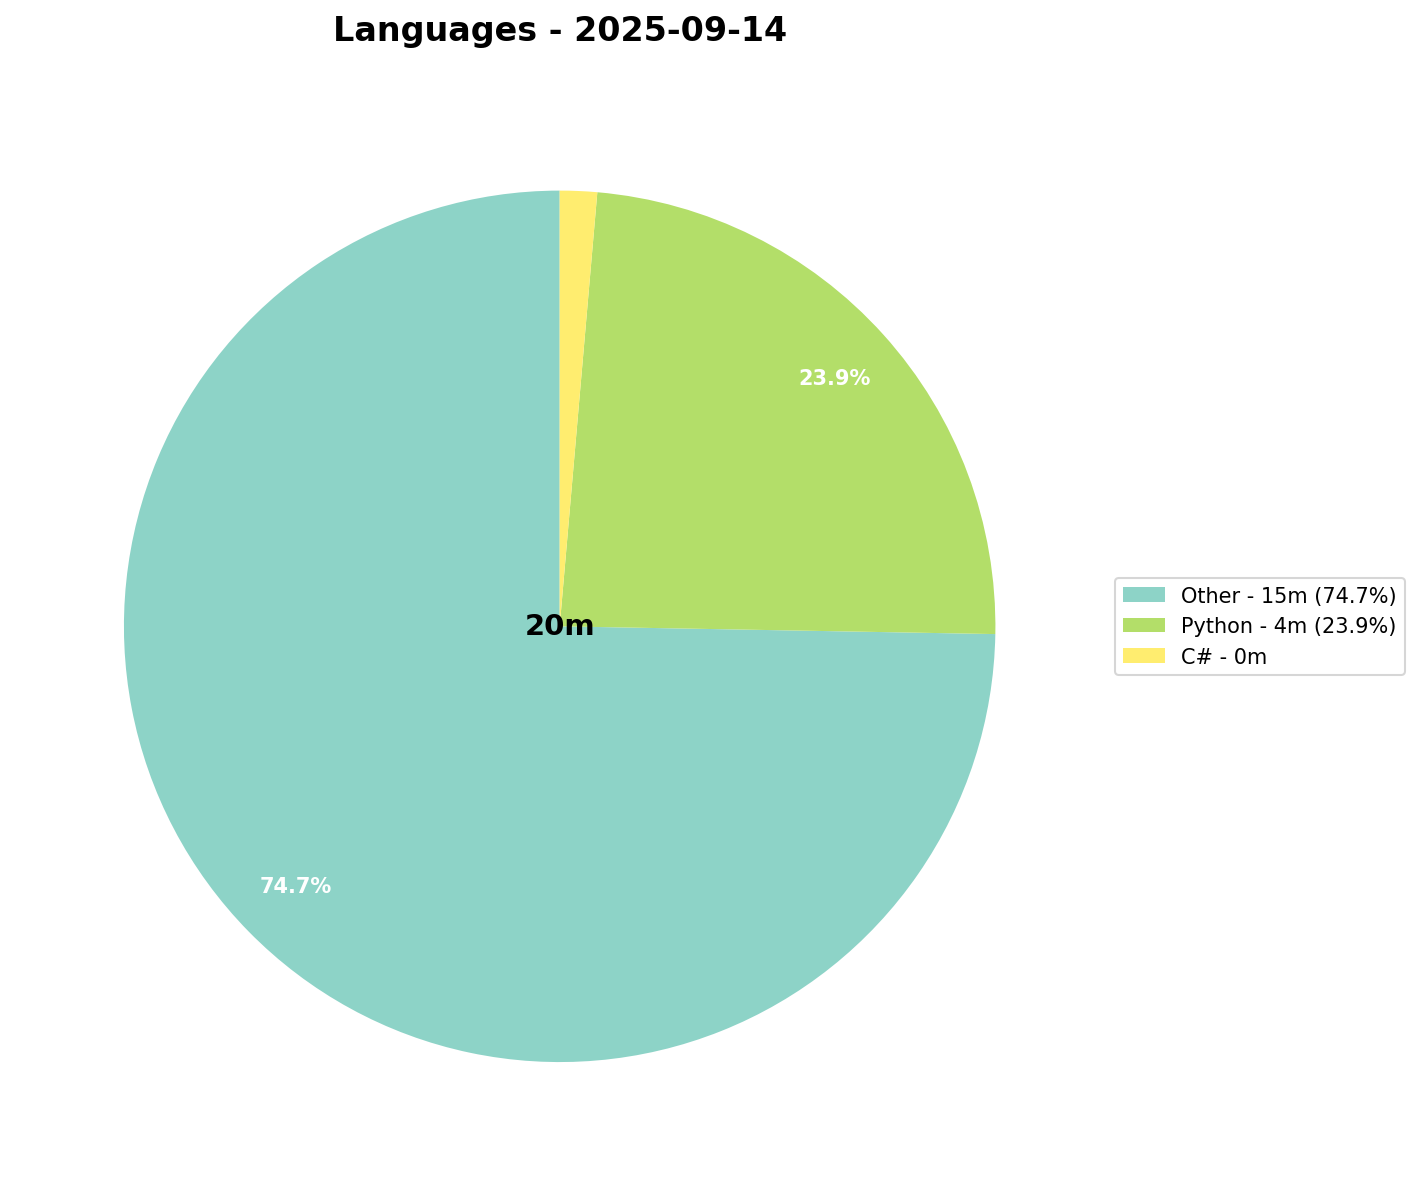 Languages - 2025-09-14
23.9%
20m
74.7%
Other - 15m (74.7%)
Python - 4m (23.9%)
C# - 0m